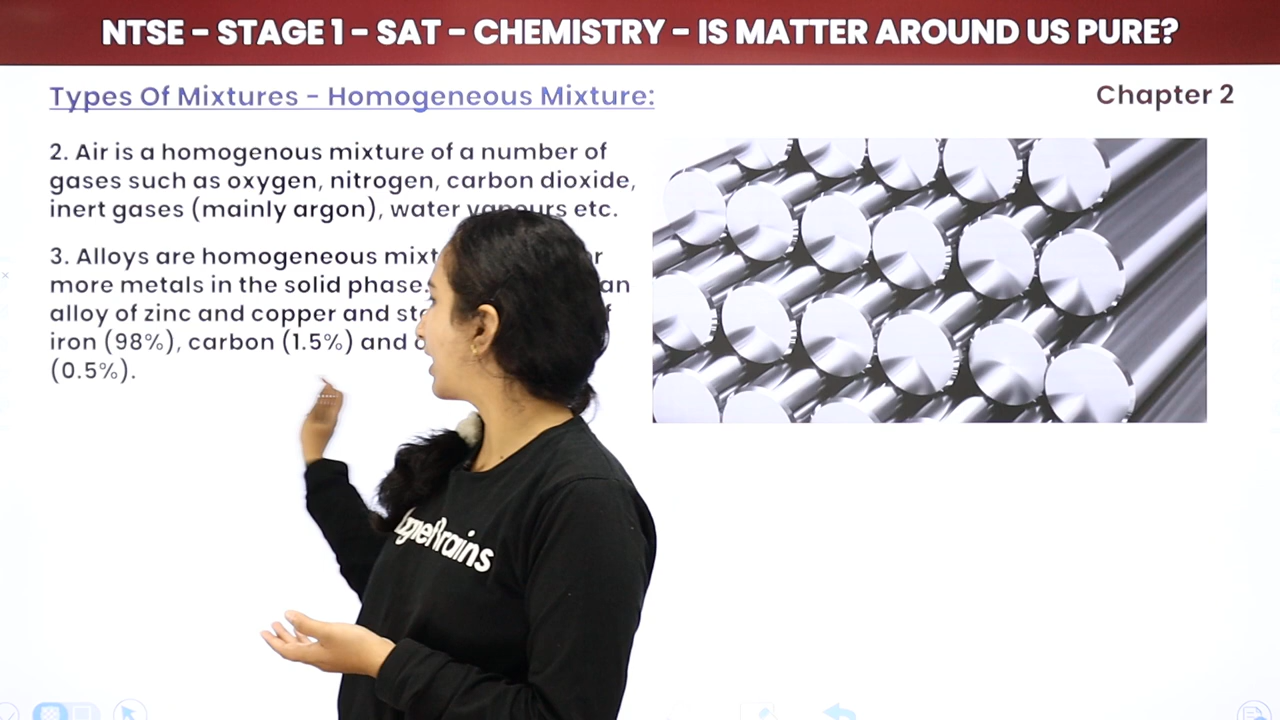 NTSE - STAGE 1 - SAT - CHEMISTRY - IS MATTER AROUND US PURE?
Types Of Mixtures - Homogeneous Mixture:
Chapter 2
2. Air is a homogenous mixture of a number of
gases such as oxygen, nitrogen, carbon dioxide,
inert gases (mainly argon), water vapours etc.
3. Alloys are homogeneous
more metals in the solid phase. an
alloy of zinc and copper and
iron (98%), carbon (1.5%) and
(0.5%).